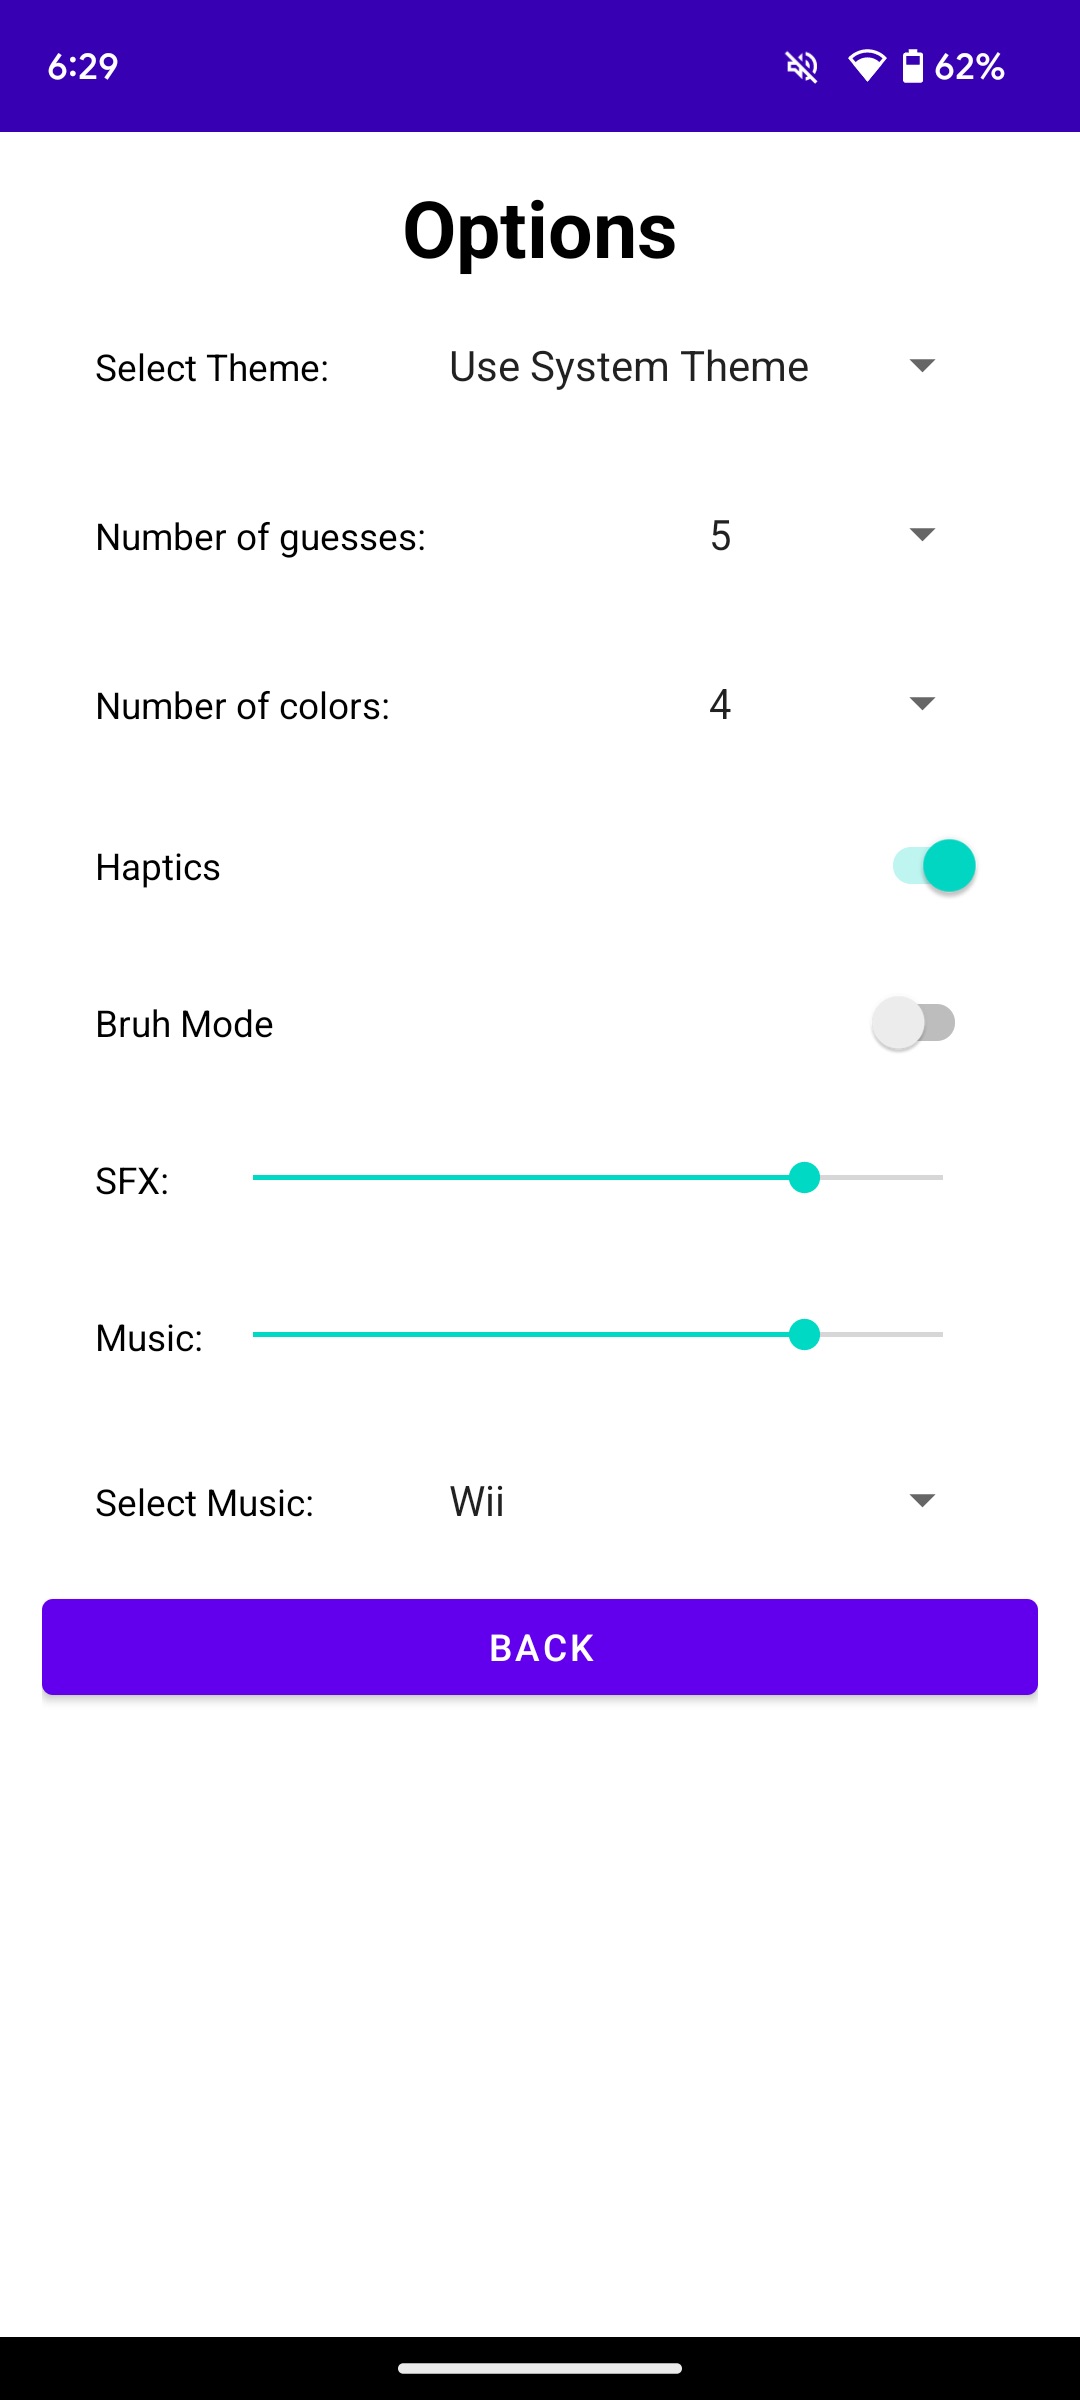 6:29 62%
Options
Select Theme: Use System Theme
Number of guesses: 5
Number of colors: 4
Haptics
Bruh Mode
SFX:
Music:
Select Music: Wii
BACK